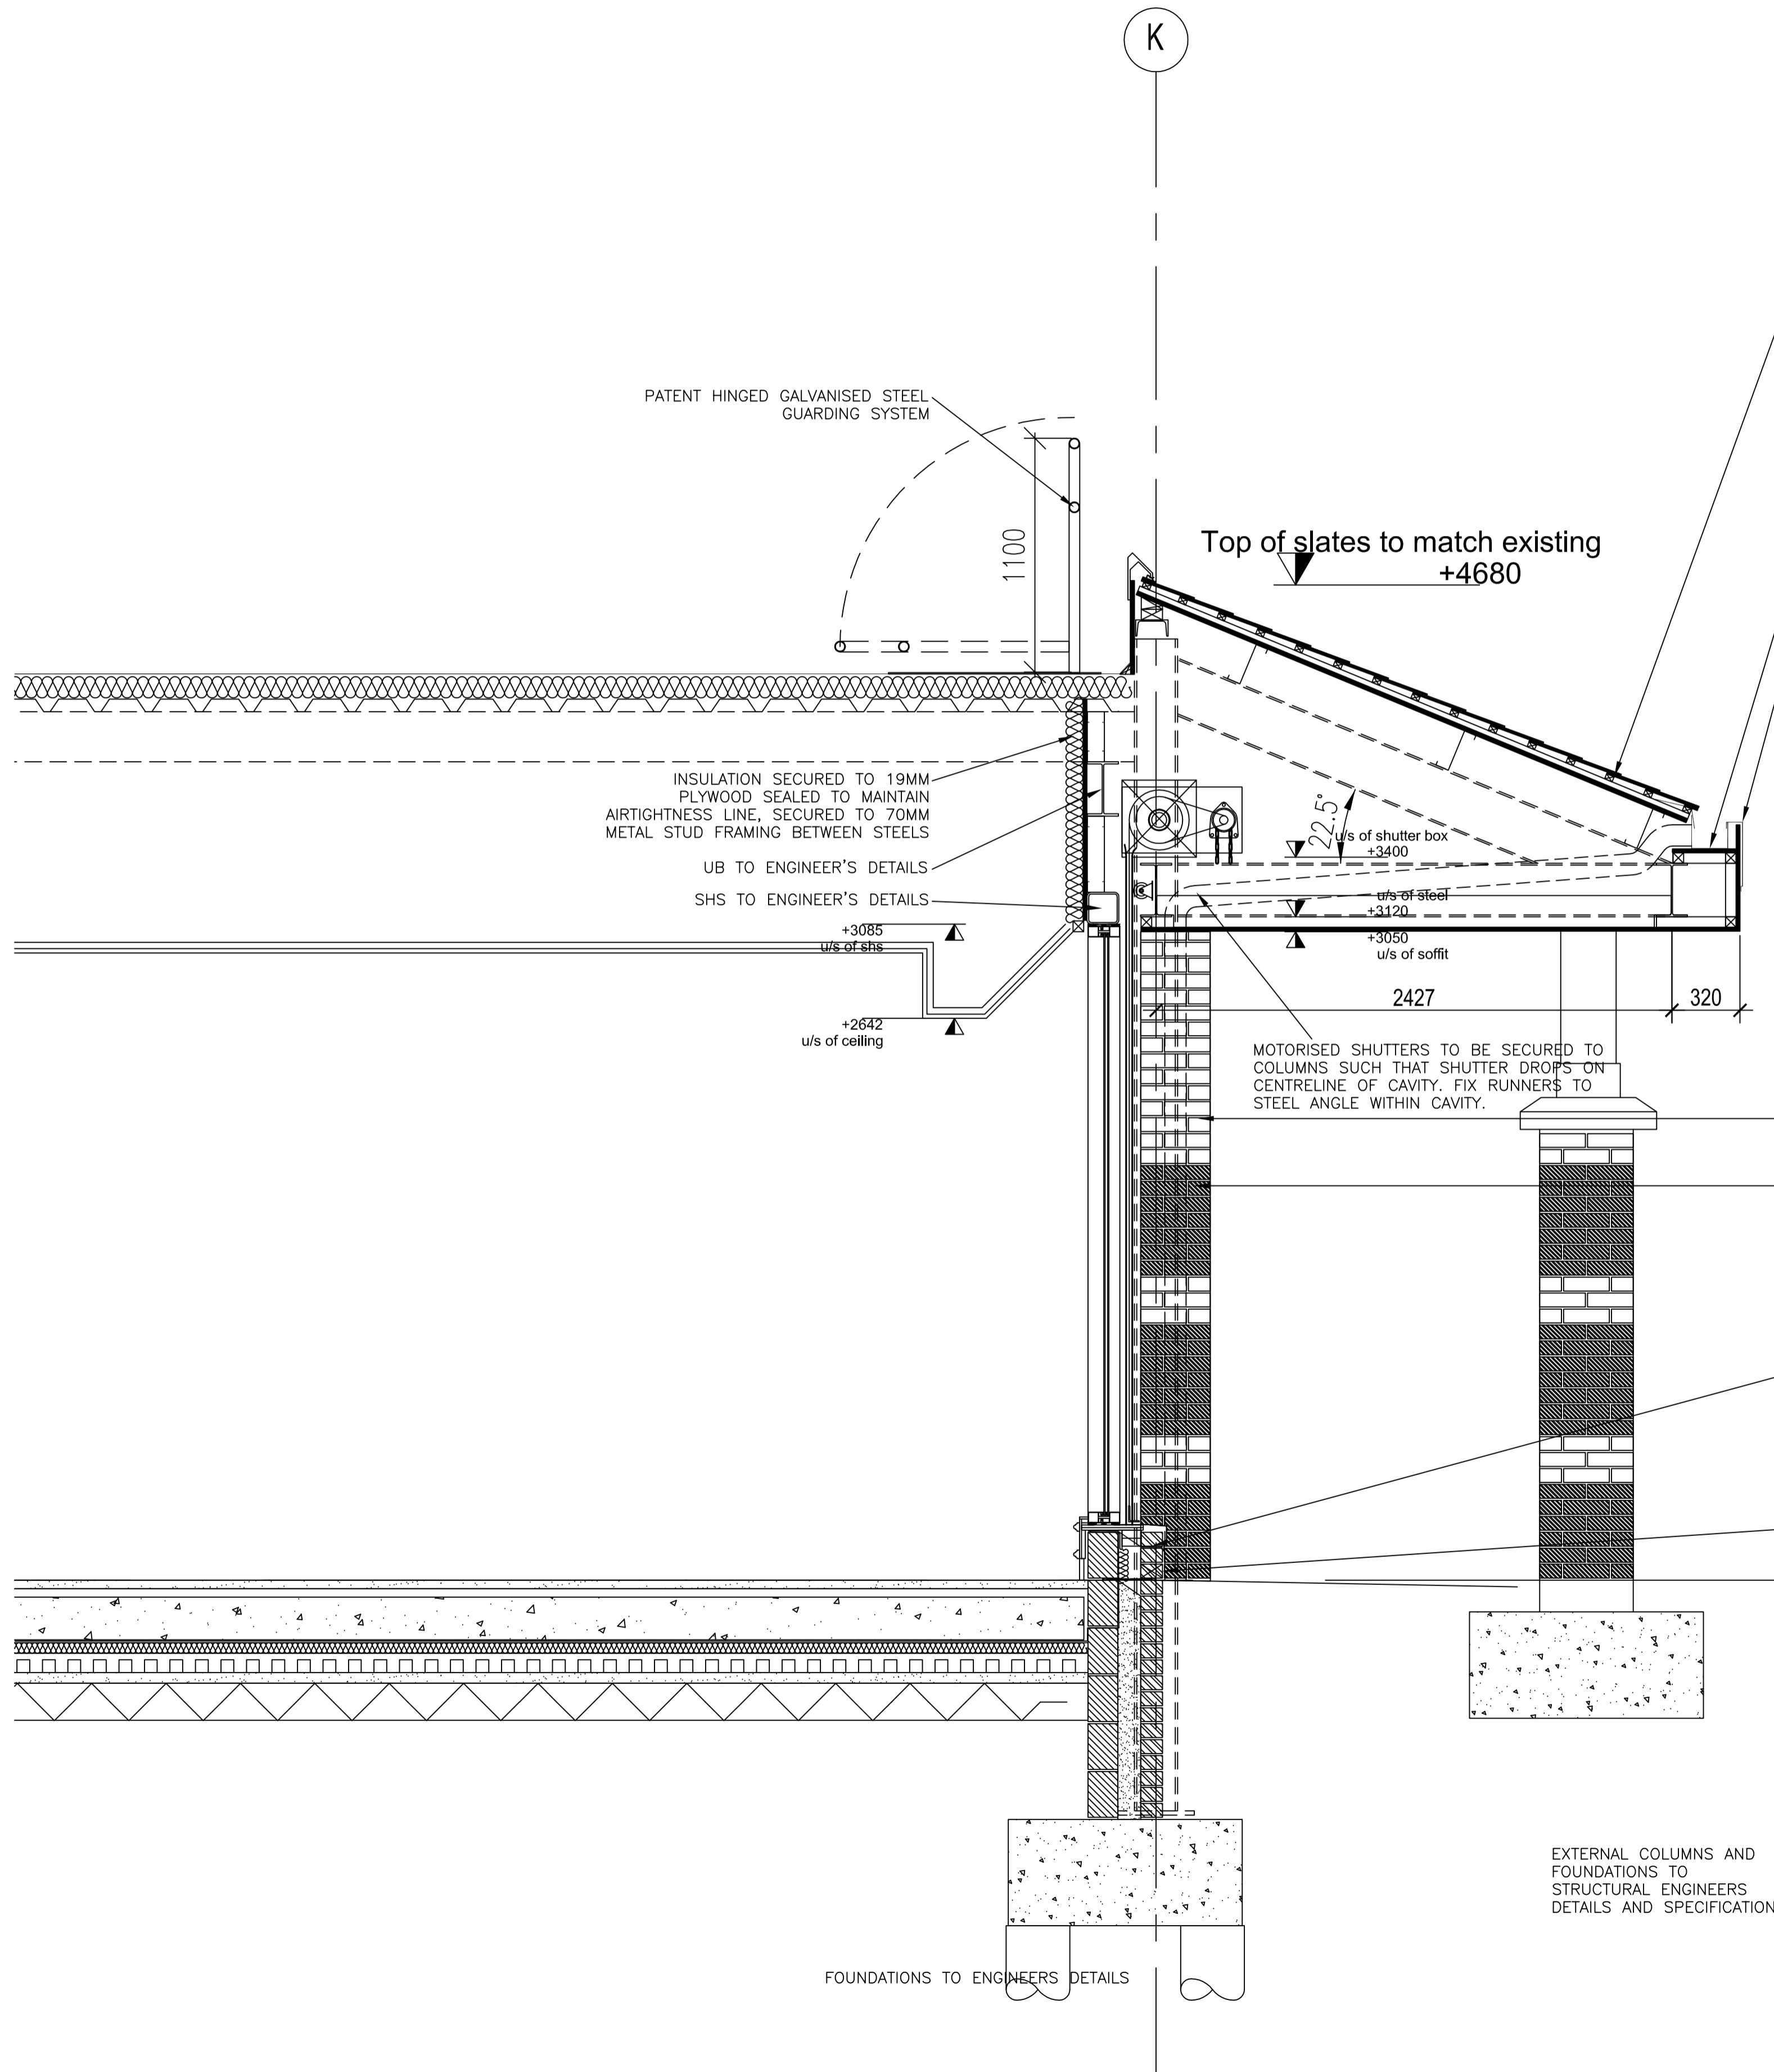 K
PATENT HINGED GALVANISED STEEL
GUARDING SYSTEM
1100
Top of slates to match existing
+4680
INSULATION SECURED TO 19MM
PLYWOOD SEALED TO MAINTAIN
AIRTIGHTNESS LINE, SECURED TO 70MM
METAL STUD FRAMING BETWEEN STEELS
UB TO ENGINEER'S DETAILS
SHS TO ENGINEER'S DETAILS
22.5°
u/s of shutter box
+3400
u/s of steel
+3120
+3050
u/s of soffit
+3085
u/s of shs
+2642
u/s of ceiling
2427
320
MOTORISED SHUTTERS TO BE SECURED TO
COLUMNS SUCH THAT SHUTTER DROPS ON
CENTRELINE OF CAVITY. FIX RUNNERS TO
STEEL ANGLE WITHIN CAVITY.
EXTERNAL COLUMNS AND
FOUNDATIONS TO
STRUCTURAL ENGINEERS
DETAILS AND SPECIFICATION
FOUNDATIONS TO ENGINEERS DETAILS